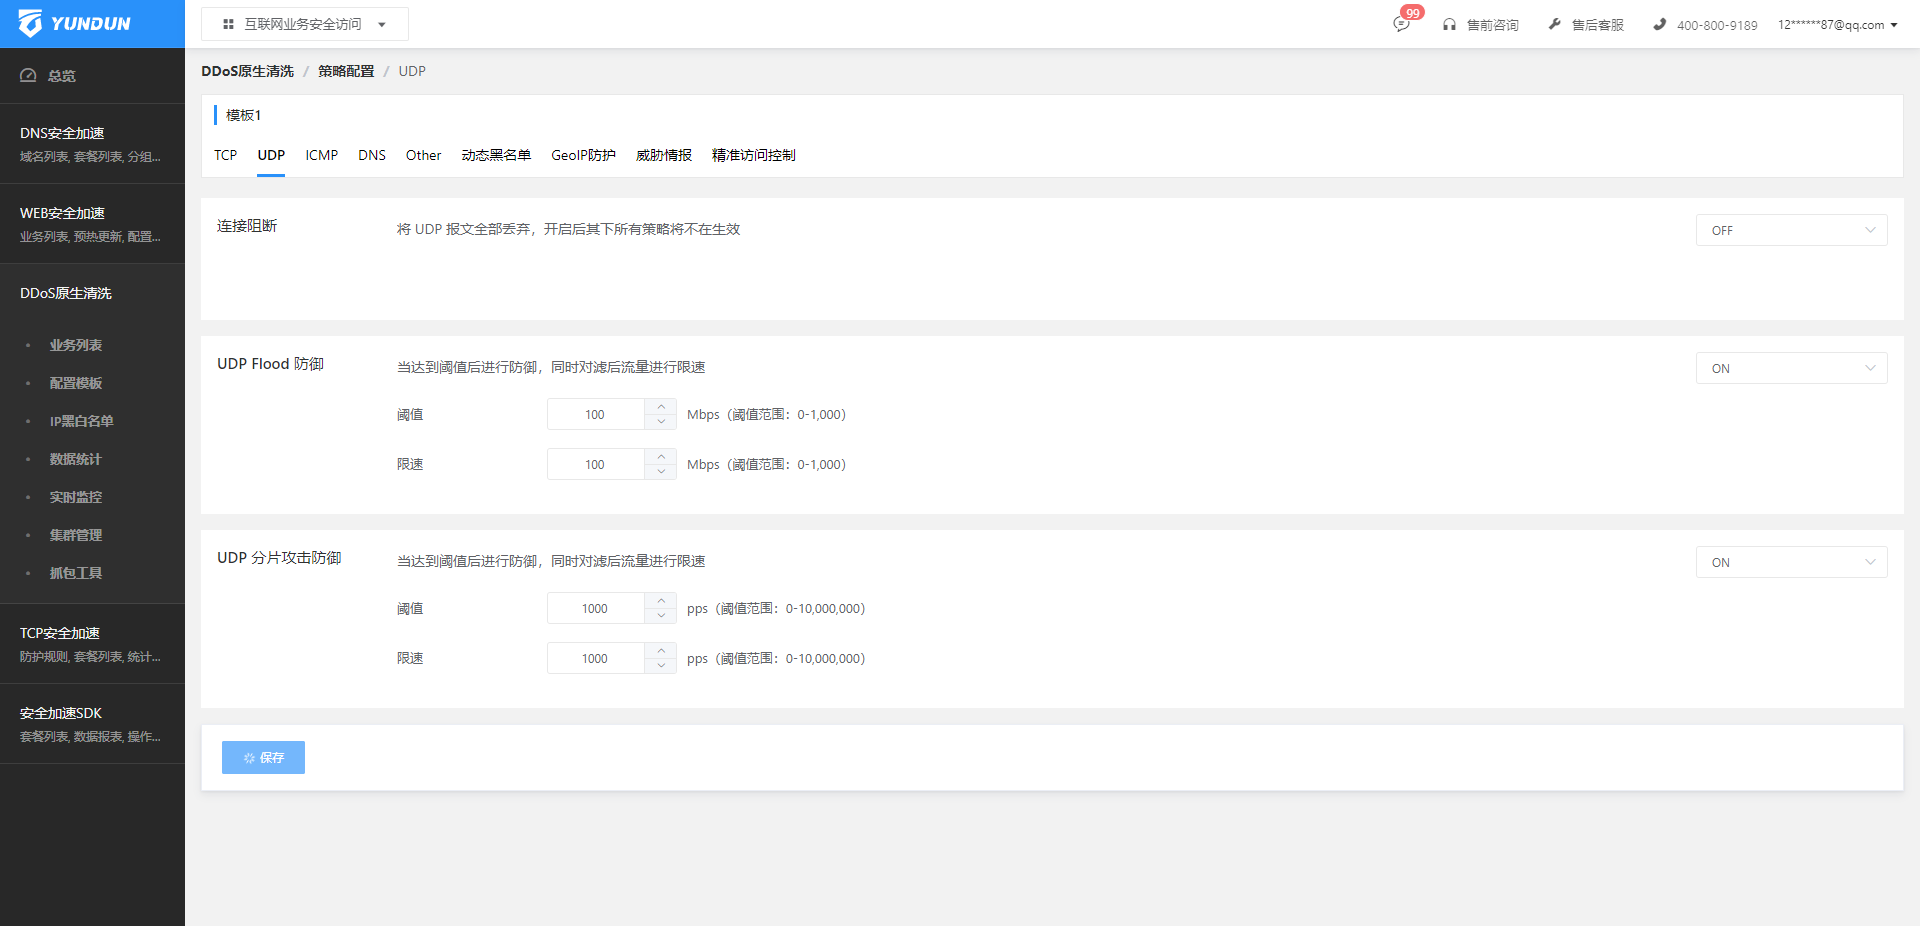 YUNDUN
互联网业务安全访问
99
售前咨询
售后客服
400-800-9189
12******87@qq.com
总览
DNS安全加速
域名列表, 套餐列表, 分组...
WEB安全加速
业务列表, 预热更新, 配置...
DDoS原生清洗
业务列表
配置模板
IP黑白名单
数据统计
实时监控
集群管理
抓包工具
TCP安全加速
防护规则, 套餐列表, 统计...
安全加速SDK
套餐列表, 数据报表, 操作...
DDoS原生清洗 / 策略配置 / UDP
模板1
TCP UDP ICMP DNS Other 动态黑名单 GeoIP防护 威胁情报 精准访问控制
连接阻断 将 UDP 报文全部丢弃，开启后其下所有策略将不在生效 OFF
UDP Flood 防御 当达到阈值后进行防御，同时对滤后流量进行限速 ON
阈值 100 Mbps（阈值范围：0-1,000）
限速 100 Mbps（阈值范围：0-1,000）
UDP 分片攻击防御 当达到阈值后进行防御，同时对滤后流量进行限速 ON
阈值 1000 pps（阈值范围：0-10,000,000）
限速 1000 pps（阈值范围：0-10,000,000）
保存